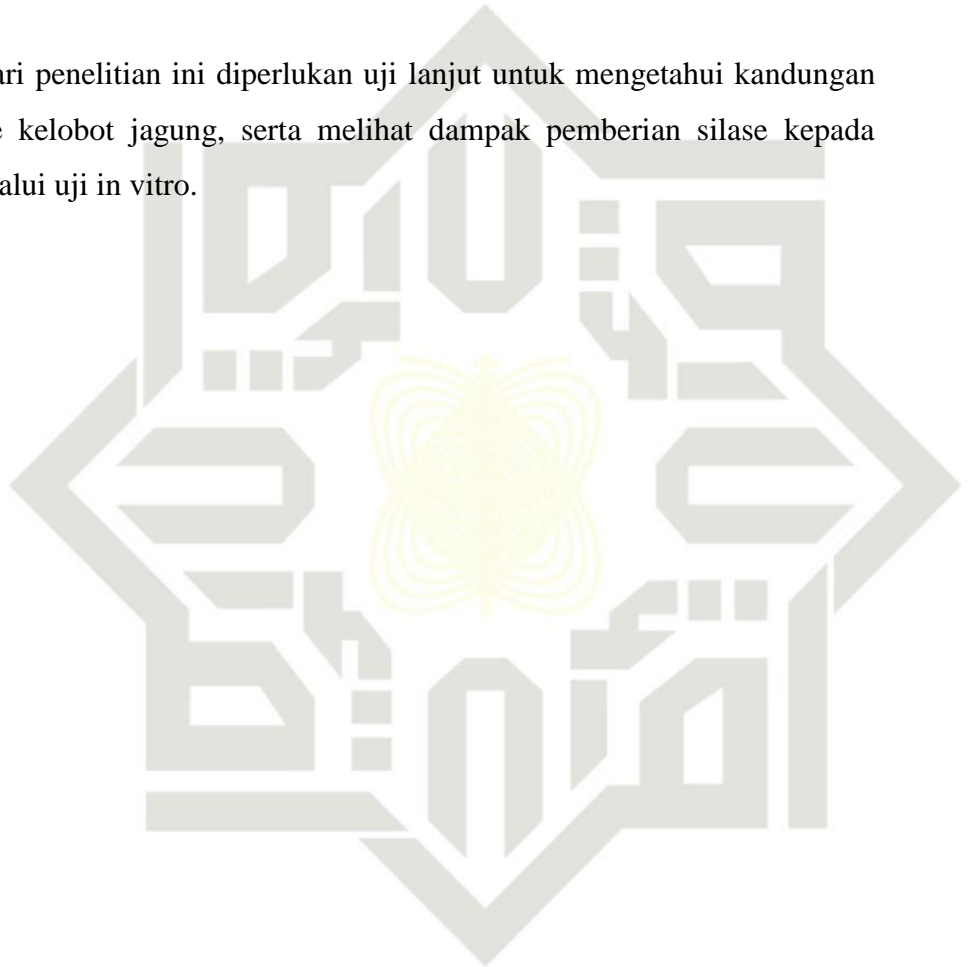 ari penelitian ini diperlukan uji lanjut untuk mengetahui kandungan
e kelobot jagung, serta melihat dampak pemberian silase kepada
alui uji in vitro.